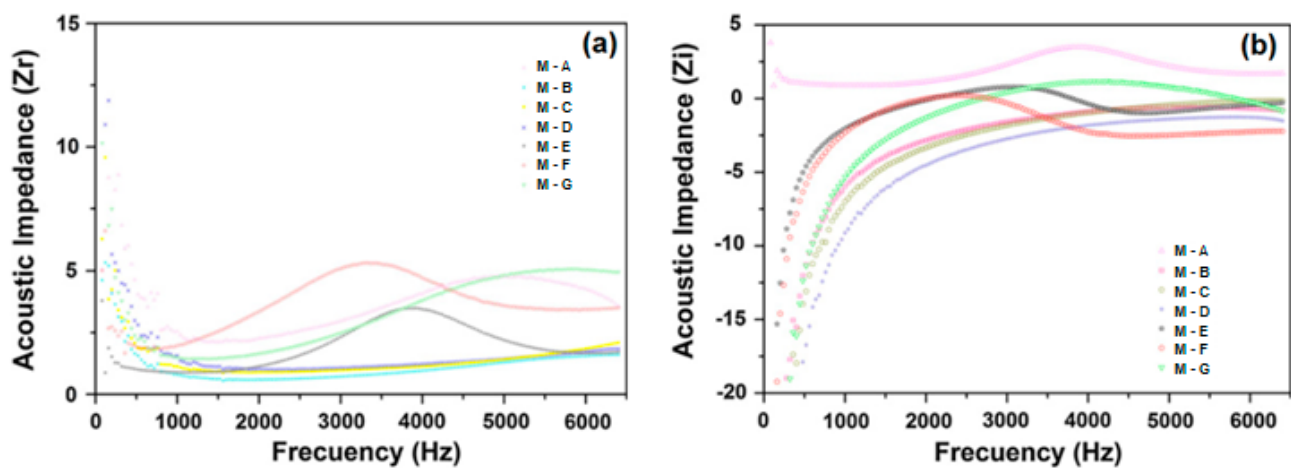 15
10
5
0
Acoustic Impedance (Zr)
(a)
M - A
M - B
M - C
M - D
M - E
M - F
M - G
0 1000 2000 3000 4000 5000 6000
Frecuency (Hz)
5
0
-5
-10
-15
-20
Acoustic Impedance (Zi)
(b)
M - A
M - B
M - C
M - D
M - E
M - F
M - G
0 1000 2000 3000 4000 5000 6000
Frecuency (Hz)